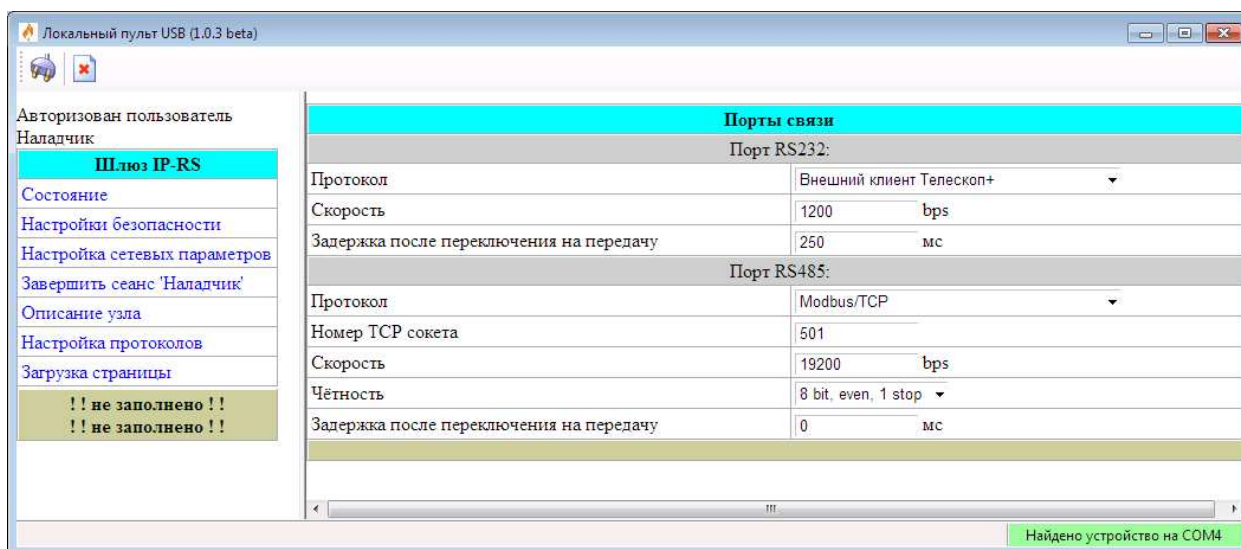 Локальный пульт USB (1.0.3 beta)
Авторизован пользователь
Наладчик
Шлюз IP-RS
Состояние
Настройки безопасности
Настройка сетевых параметров
Завершить сеанс 'Наладчик'
Описание узла
Настройка протоколов
Загрузка страницы
! ! не заполнено ! !
! ! не заполнено ! !
Порты связи
Порт RS232:
Протокол Внешний клиент Телескоп+
Скорость 1200 bps
Задержка после переключения на передачу 250 мс
Порт RS485:
Протокол Modbus/TCP
Номер TCP сокета 501
Скорость 19200 bps
Чётность 8 bit, even, 1 stop
Задержка после переключения на передачу 0 мс
Найдено устройство на COM4